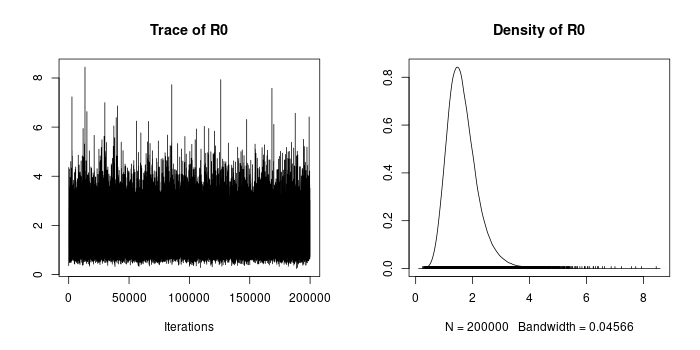 Trace of R0
8
6
4
2
0
0 50000 100000 150000 200000
Iterations
Density of R0
0.8
0.6
0.4
0.2
0.0
0 2 4 6 8
N = 200000 Bandwidth = 0.04566